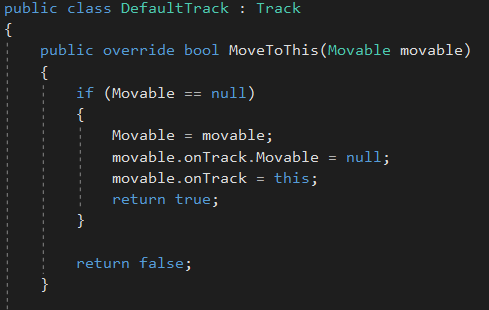 public class DefaultTrack : Track
{
public override bool MoveToThis(Movable movable)
{
if (Movable == null)
{
Movable = movable;
movable.onTrack.Movable = null;
movable.onTrack = this;
return true;
}
return false;
}